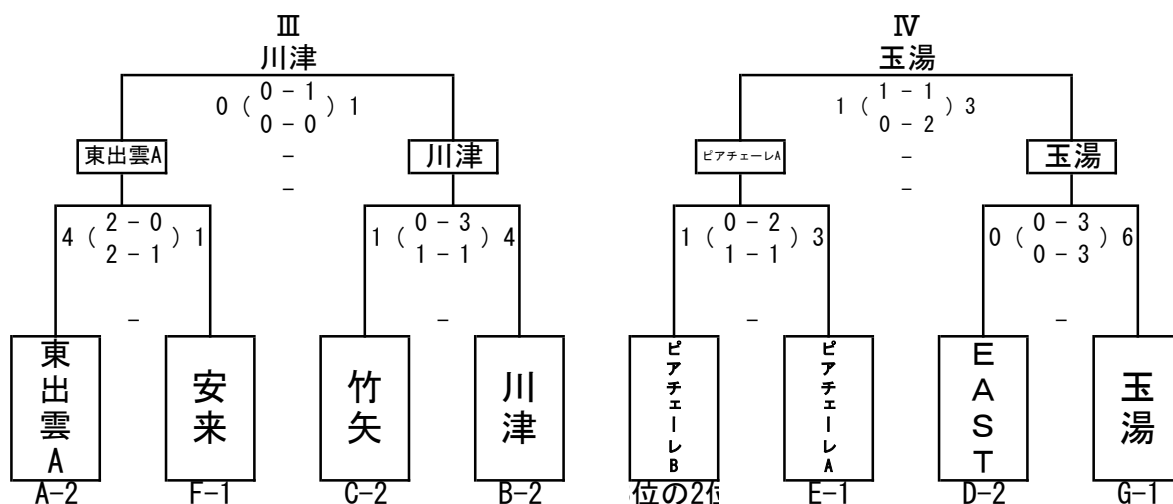 Ⅲ
川津
0 ( 0 - 1
0 - 0 ) 1
-
-
東出雲A
川津
4 ( 2 - 0
2 - 1 ) 1
-
1 ( 0 - 3
1 - 1 ) 4
-
東出雲A
安来
竹矢
川津
A-2
F-1
C-2
B-2
Ⅳ
玉湯
1 ( 1 - 1
0 - 2 ) 3
-
-
ピアチェーレA
玉湯
1 ( 0 - 2
1 - 1 ) 3
-
0 ( 0 - 3
0 - 3 ) 6
-
ピアチェーレB
ピアチェーレA
EAST
玉湯
位の2位
E-1
D-2
G-1